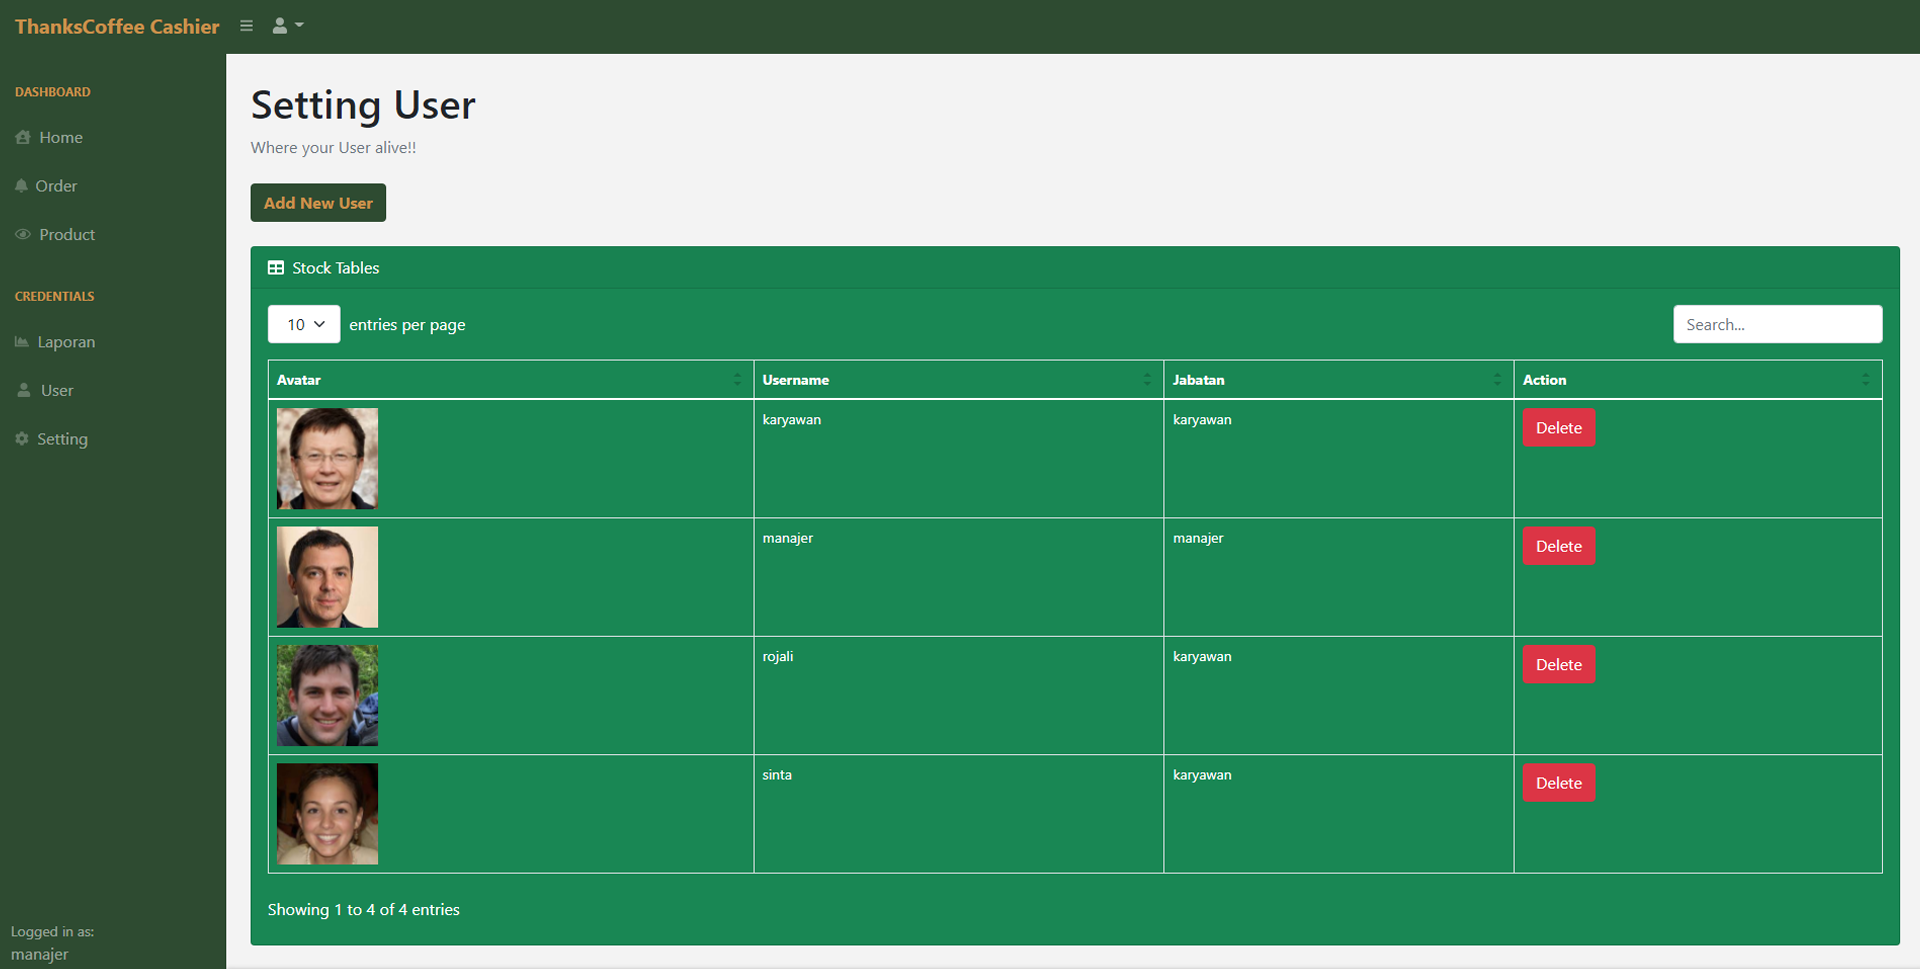 ThanksCoffee Cashier
DASHBOARD
Home
Order
Product
CREDENTIALS
Laporan
User
Setting
Logged in as:
manajer
Setting User
Where your User alive!!
Add New User
Stock Tables
10 entries per page
Search...
Avatar Username Jabatan Action
karyawan karyawan Delete
manajer manajer Delete
rojali karyawan Delete
sinta karyawan Delete
Showing 1 to 4 of 4 entries